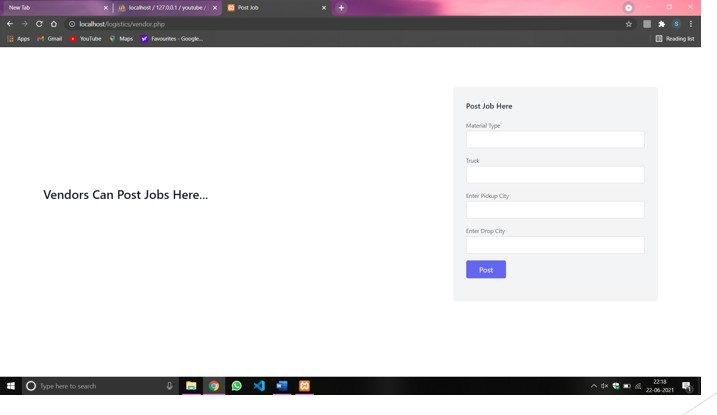 New Tab
localhost / 127.0.0.1 / youtube /
Post Job
localhost/logistics/vendor.php
S
Apps
Gmail
YouTube
Maps
Favourites - Google...
Reading list
Post Job Here
Material Type
Truck
Vendors Can Post Jobs Here...
Enter Pickup City
Enter Drop City
Post
Type here to search
22:18
22-06-2021
1